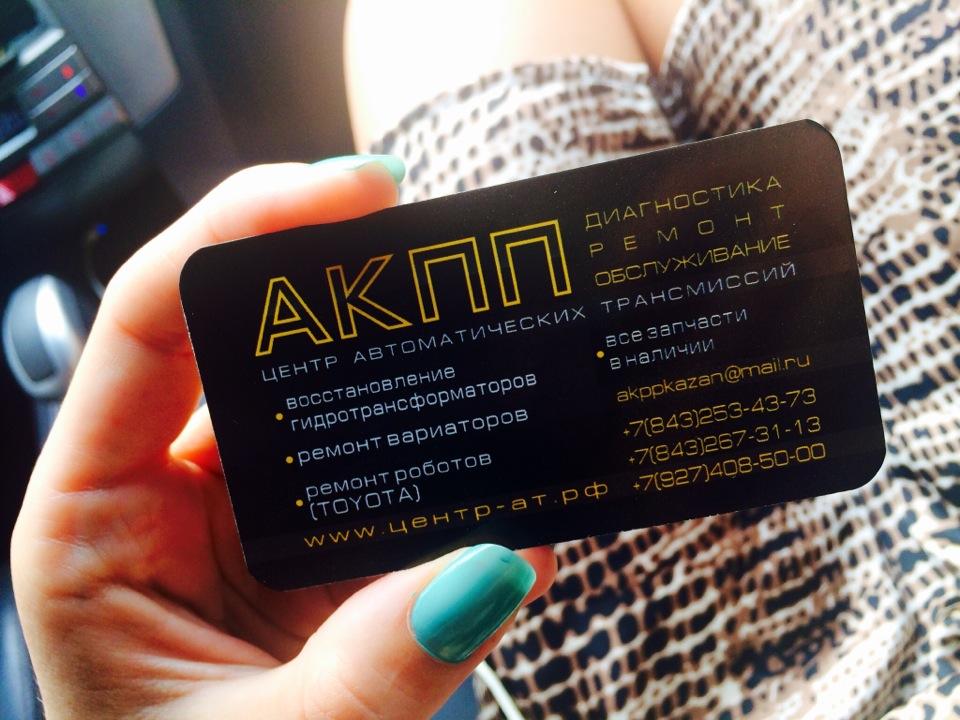 АКПП
ДИАГНОСТИКА
РЕМОНТ
ОБСЛУЖИВАНИЕ
ЦЕНТР АВТОМАТИЧЕСКИХ ТРАНСМИССИЙ
восстановление
гидротрансформаторов
ремонт вариаторов
ремонт роботов
(TOYOTA)
www.центр-ат.рф
все запчасти
в наличии
akppkazan@mail.ru
+7(843)253-43-73
+7(843)267-31-13
+7(927)408-50-00